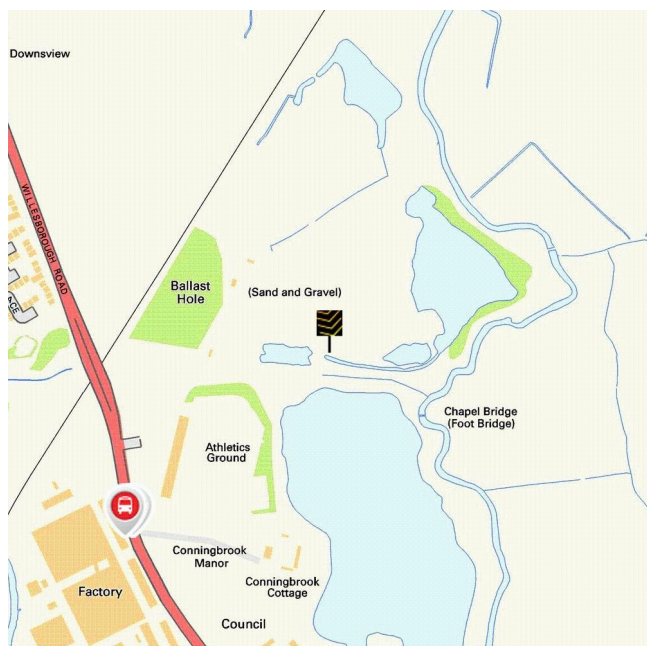 Downsview
WILLESBOROUGH ROAD
ACE
Ballast
Hole
(Sand and Gravel)
Chapel Bridge
(Foot Bridge)
Athletics
Ground
Conningbrook
Manor
Conningbrook
Cottage
Factory
Council